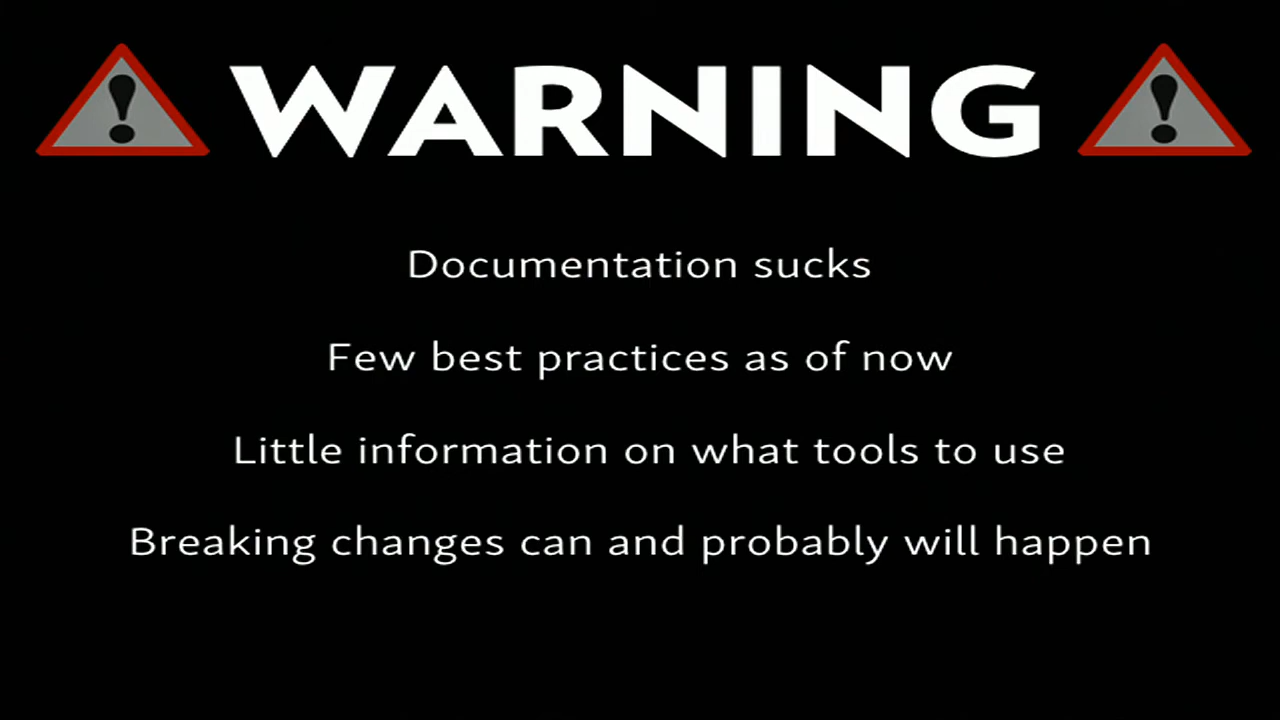 WARNING
Documentation sucks
Few best practices as of now
Little information on what tools to use
Breaking changes can and probably will happen